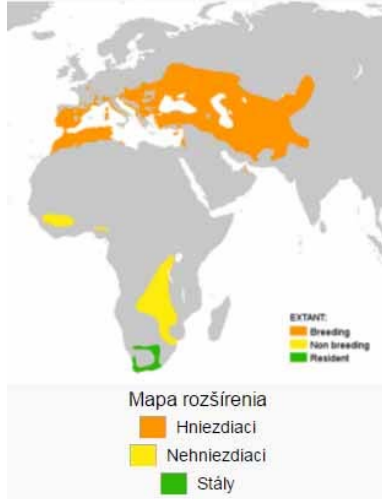 EXTANT:
Breeding
Non breeding
Resident
Mapa rozšírenia
Hniezdiaci
Nehniezdiaci
Stály